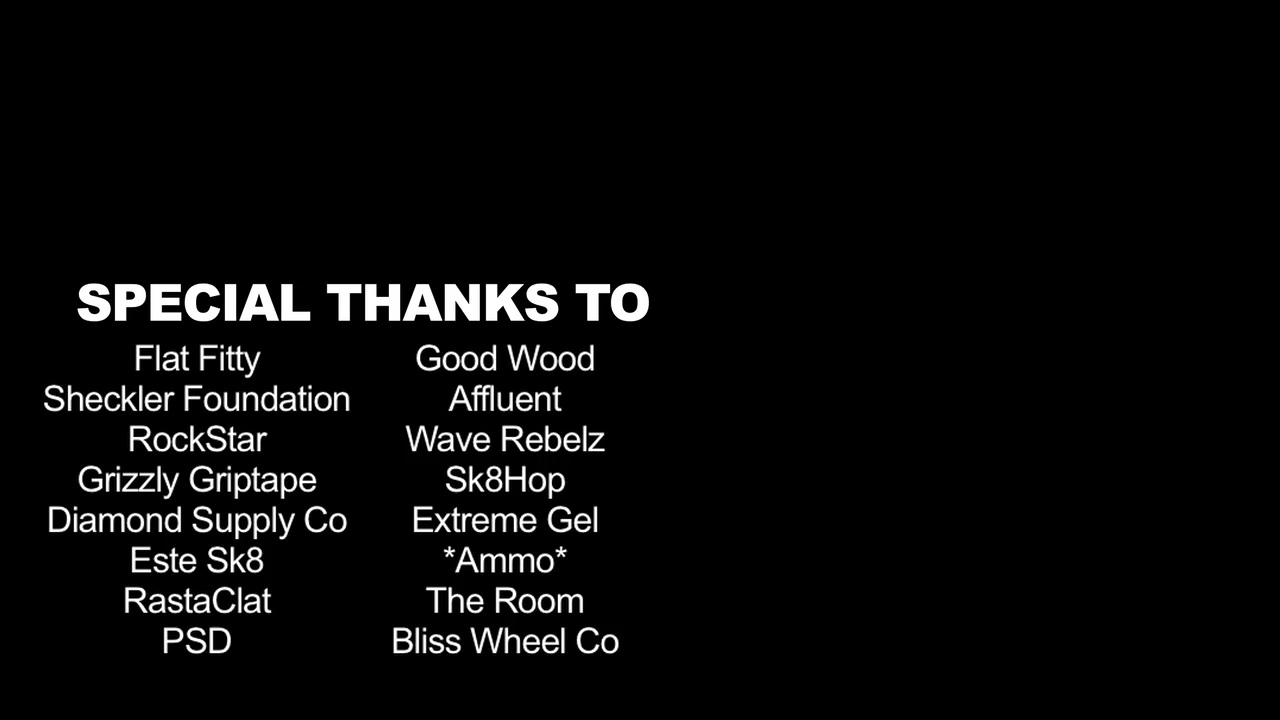 SPECIAL THANKS TO
Flat Fitty
Sheckler Foundation
RockStar
Grizzly Griptape
Diamond Supply Co
Este Sk8
RastaClat
PSD
Good Wood
Affluent
Wave Rebelz
Sk8Hop
Extreme Gel
*Ammo*
The Room
Bliss Wheel Co